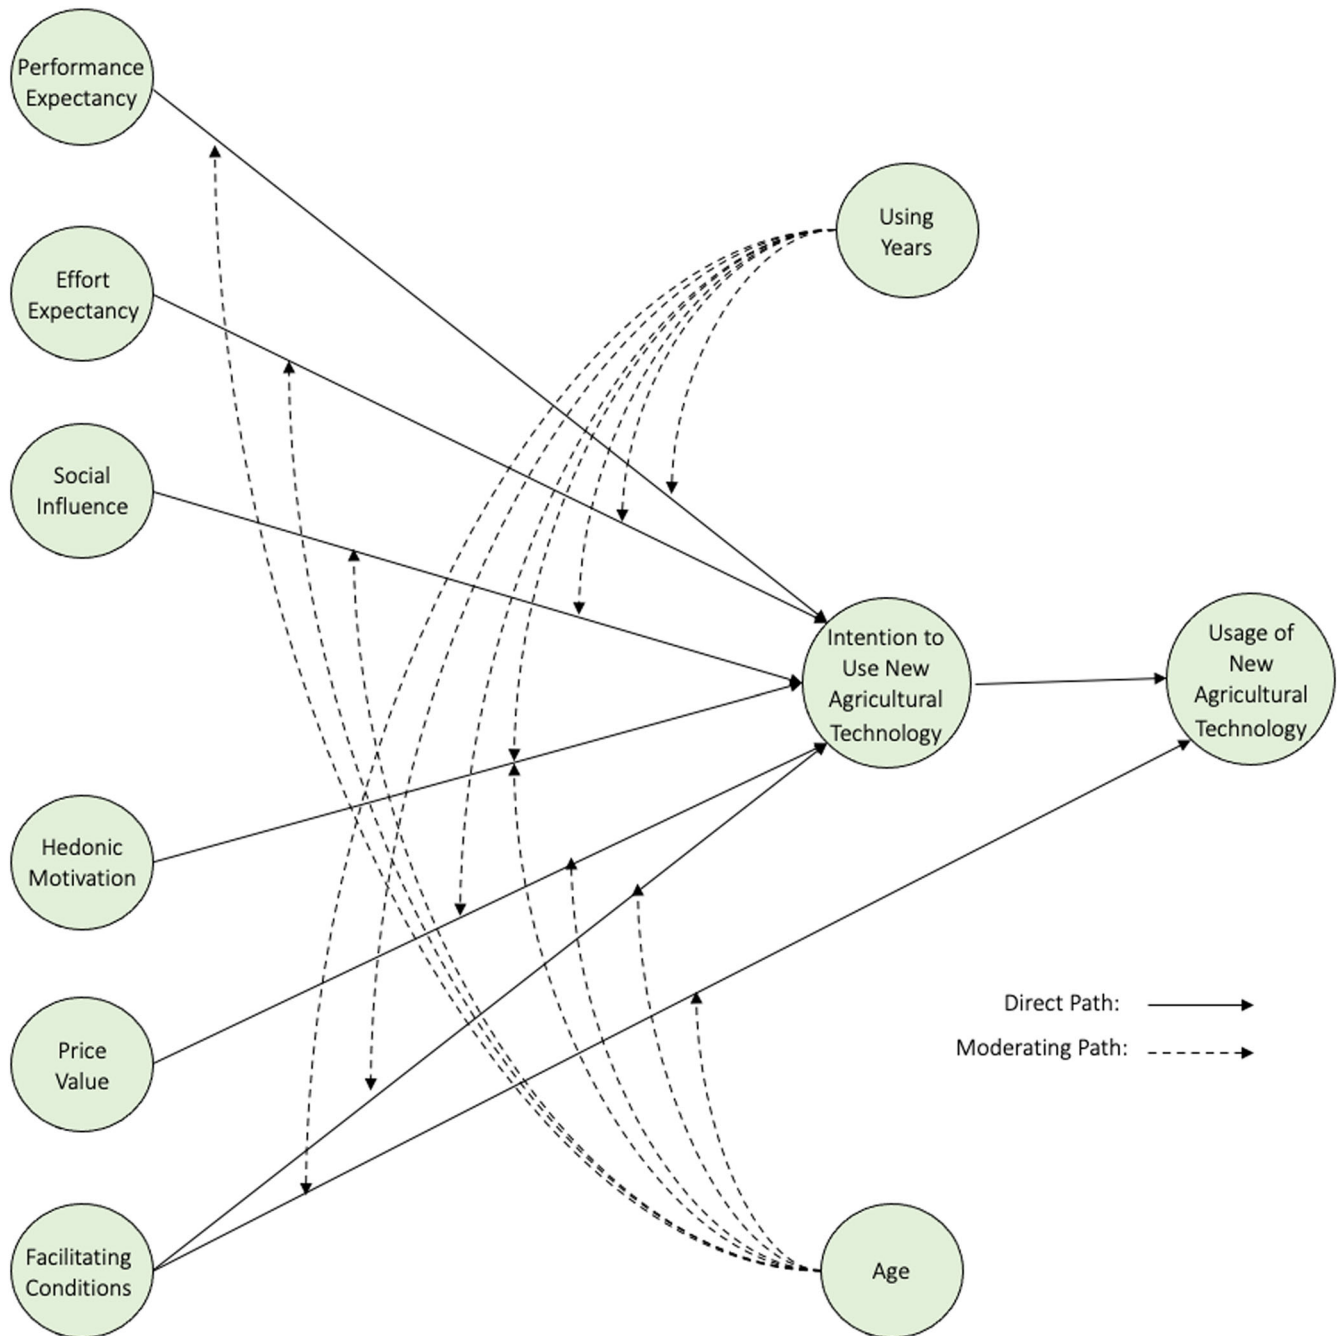 Performance
Expectancy
Using
Years
Effort
Expectancy
Social
Influence
Intention to
Use New
Agricultural
Technology
Usage of
New
Agricultural
Technology
Hedonic
Motivation
Price
Value
Direct Path:
Moderating Path:
Facilitating
Conditions
Age